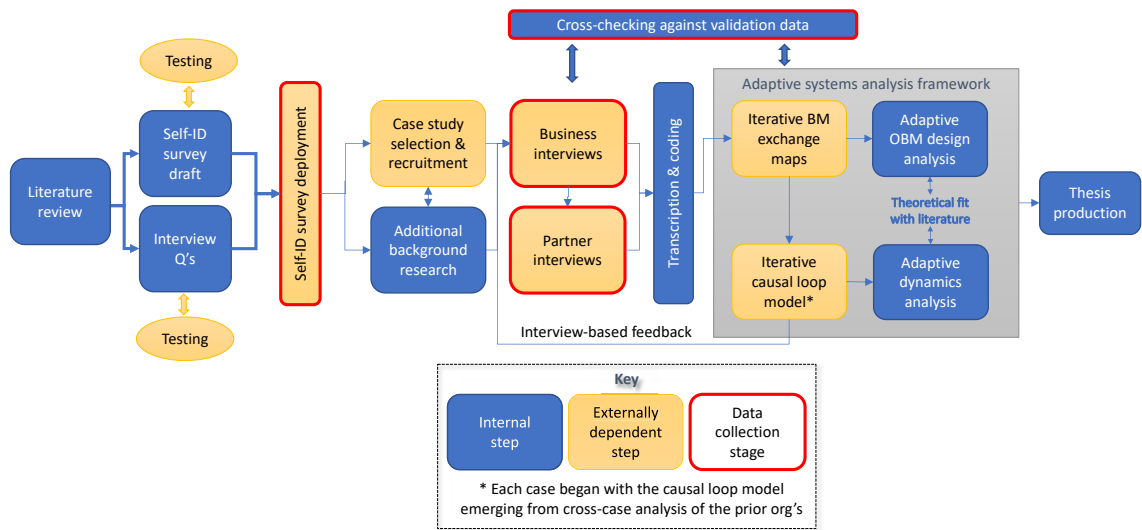 Cross-checking against validation data
Testing
Self-ID
survey
draft
Literature
review
Interview
Q's
Testing
Self-ID survey deployment
Case study
selection &
recruitment
Additional
background
research
Business
interviews
Partner
interviews
Transcription & coding
Adaptive systems analysis framework
Iterative BM
exchange
maps
Adaptive
OBM design
analysis
Theoretical fit
with literature
Iterative
causal loop
model*
Adaptive
dynamics
analysis
Thesis
production
Interview-based feedback
Key
Internal
step
Externally
dependent
step
Data
collection
stage
* Each case began with the causal loop model
emerging from cross-case analysis of the prior org's